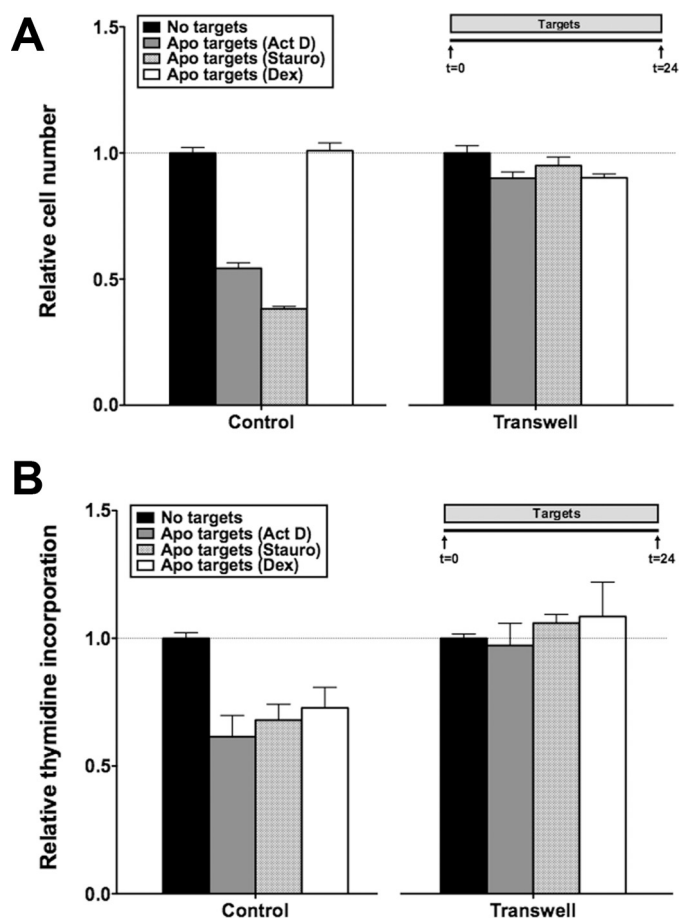 A
No targets
Apo targets (Act D)
Apo targets (Stauro)
Apo targets (Dex)
Targets
t=0
t=24
Relative cell number
1.5
1.0
0.5
0.0
Control
Transwell
B
No targets
Apo targets (Act D)
Apo targets (Stauro)
Apo targets (Dex)
Targets
t=0
t=24
Relative thymidine incorporation
1.5
1.0
0.5
0.0
Control
Transwell